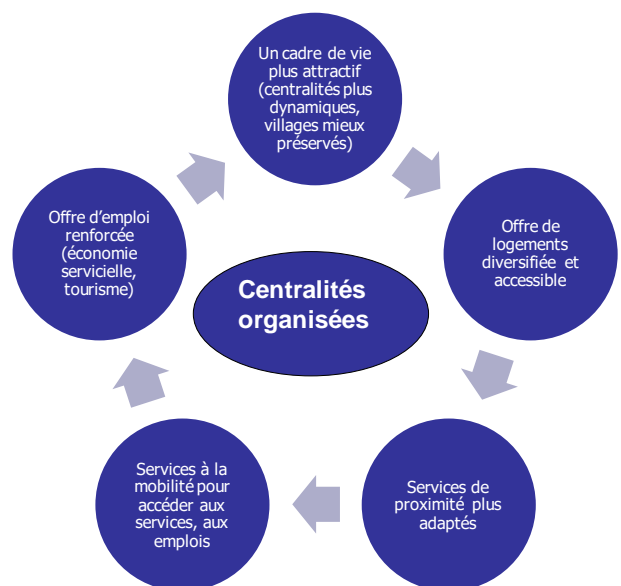 Un cadre de vie
plus attractif
(centralités plus
dynamiques,
villages mieux
préservés)
Offre de
logements
diversifiée et
accessible
Services de
proximité plus
adaptés
Services à la
mobilité pour
accéder aux
services, aux
emplois
Offre d'emploi
renforcée
(économie
servicielle,
tourisme)
Centralités
organisées